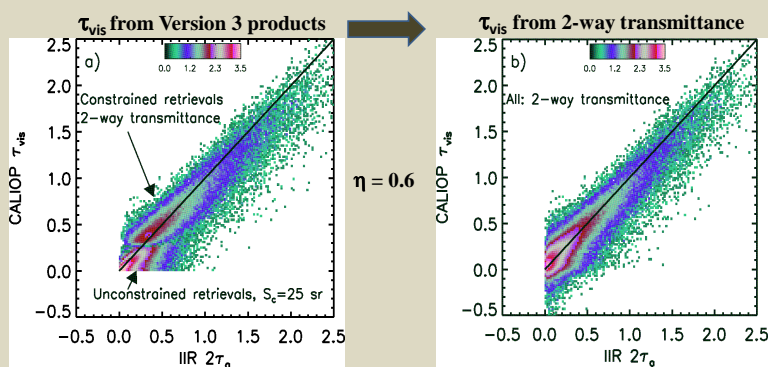 τvis from Version 3 products
τvis from 2-way transmittance
a)
0.0 1.2 2.3 3.5
Constrained retrievals
2-way transmittance
Unconstrained retrievals, Sc=25 sr
CALIOP τvis
2.5
2.0
1.5
1.0
0.5
0.0
−0.5
−0.5 0.0 0.5 1.0 1.5 2.0 2.5
IIR 2τa
η = 0.6
b)
0.0 1.2 2.3 3.5
All: 2-way transmittance
CALIOP τvis
2.5
2.0
1.5
1.0
0.5
0.0
−0.5
−0.5 0.0 0.5 1.0 1.5 2.0 2.5
IIR 2τa